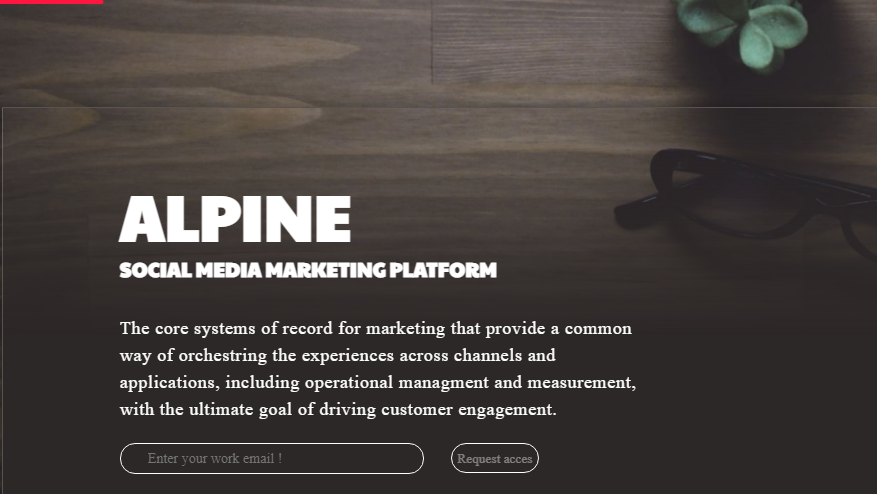 ALPINE
SOCIAL MEDIA MARKETING PLATFORM
The core systems of record for marketing that provide a common
way of orchestring the experiences across channels and
applications, including operational managment and measurement,
with the ultimate goal of driving customer engagement.
Enter your work email !
Request acces